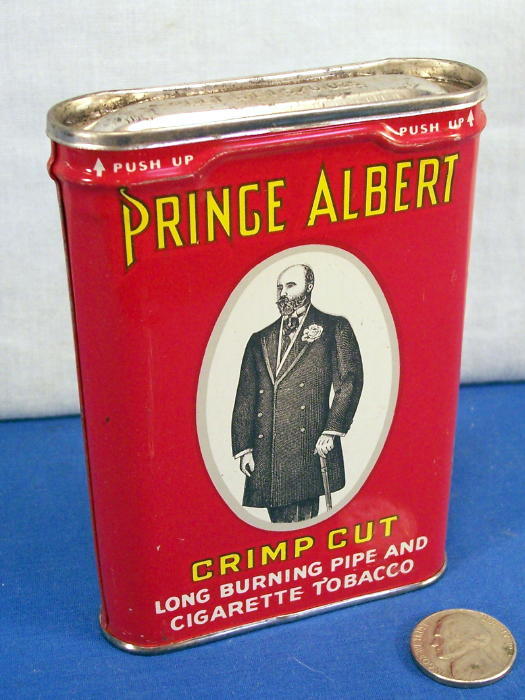 PUSH UP
PUSH UP
PRINCE ALBERT
CRIMP CUT
LONG BURNING PIPE AND
CIGARETTE TOBACCO